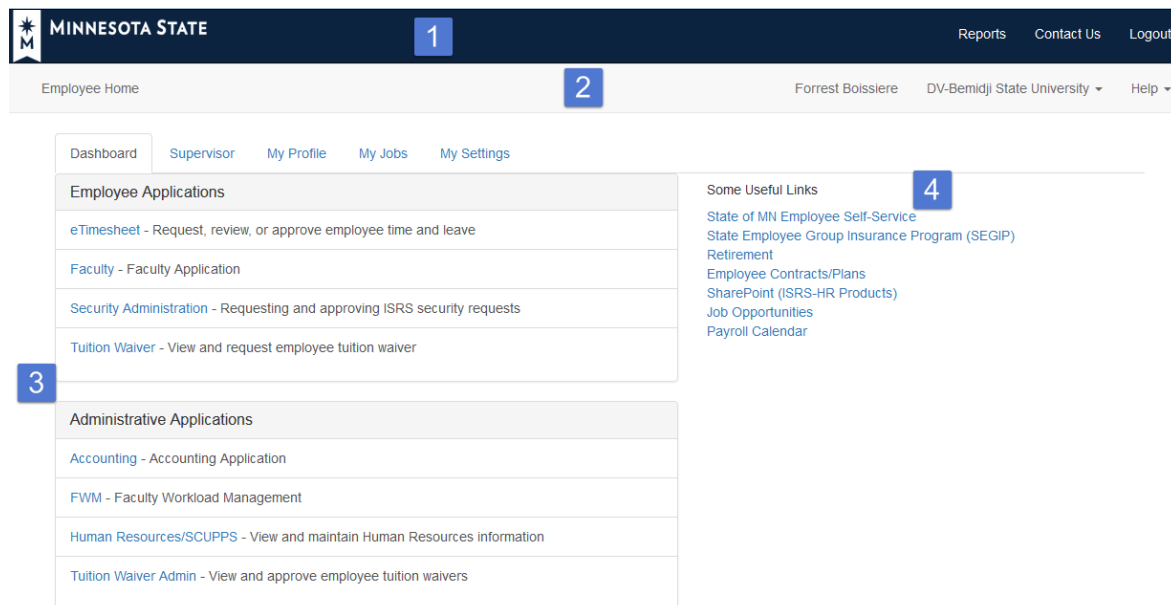 MINNESOTA STATE
M
1
Reports Contact Us Logout
Employee Home
2
Forrest Boissiere DV-Bemidji State University Help
Dashboard Supervisor My Profile My Jobs My Settings
Employee Applications
eTimesheet - Request, review, or approve employee time and leave
Faculty - Faculty Application
Security Administration - Requesting and approving ISRS security requests
Tuition Waiver - View and request employee tuition waiver
3
Administrative Applications
Accounting - Accounting Application
FWM - Faculty Workload Management
Human Resources/SCUPPS - View and maintain Human Resources information
Tuition Waiver Admin - View and approve employee tuition waivers
Some Useful Links
4
State of MN Employee Self-Service
State Employee Group Insurance Program (SEGIP)
Retirement
Employee Contracts/Plans
SharePoint (ISRS-HR Products)
Job Opportunities
Payroll Calendar